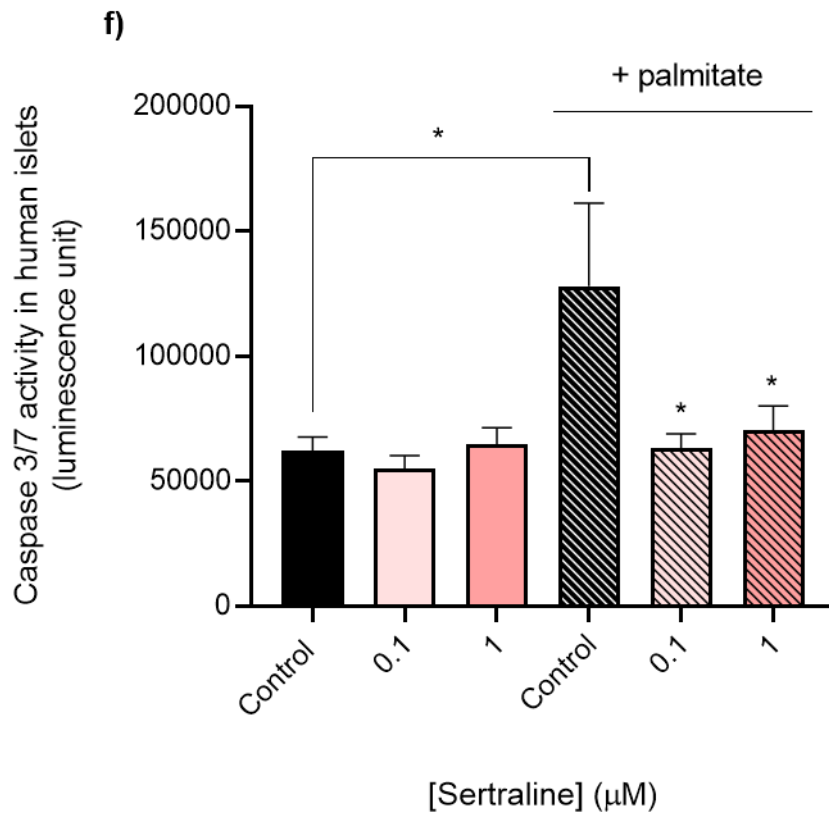 f)
+ palmitate
Caspase 3/7 activity in human islets
(luminescence unit)
200000
150000
100000
50000
0
*
*
*
Control
0.1
1
Control
0.1
1
[Sertraline] (μM)